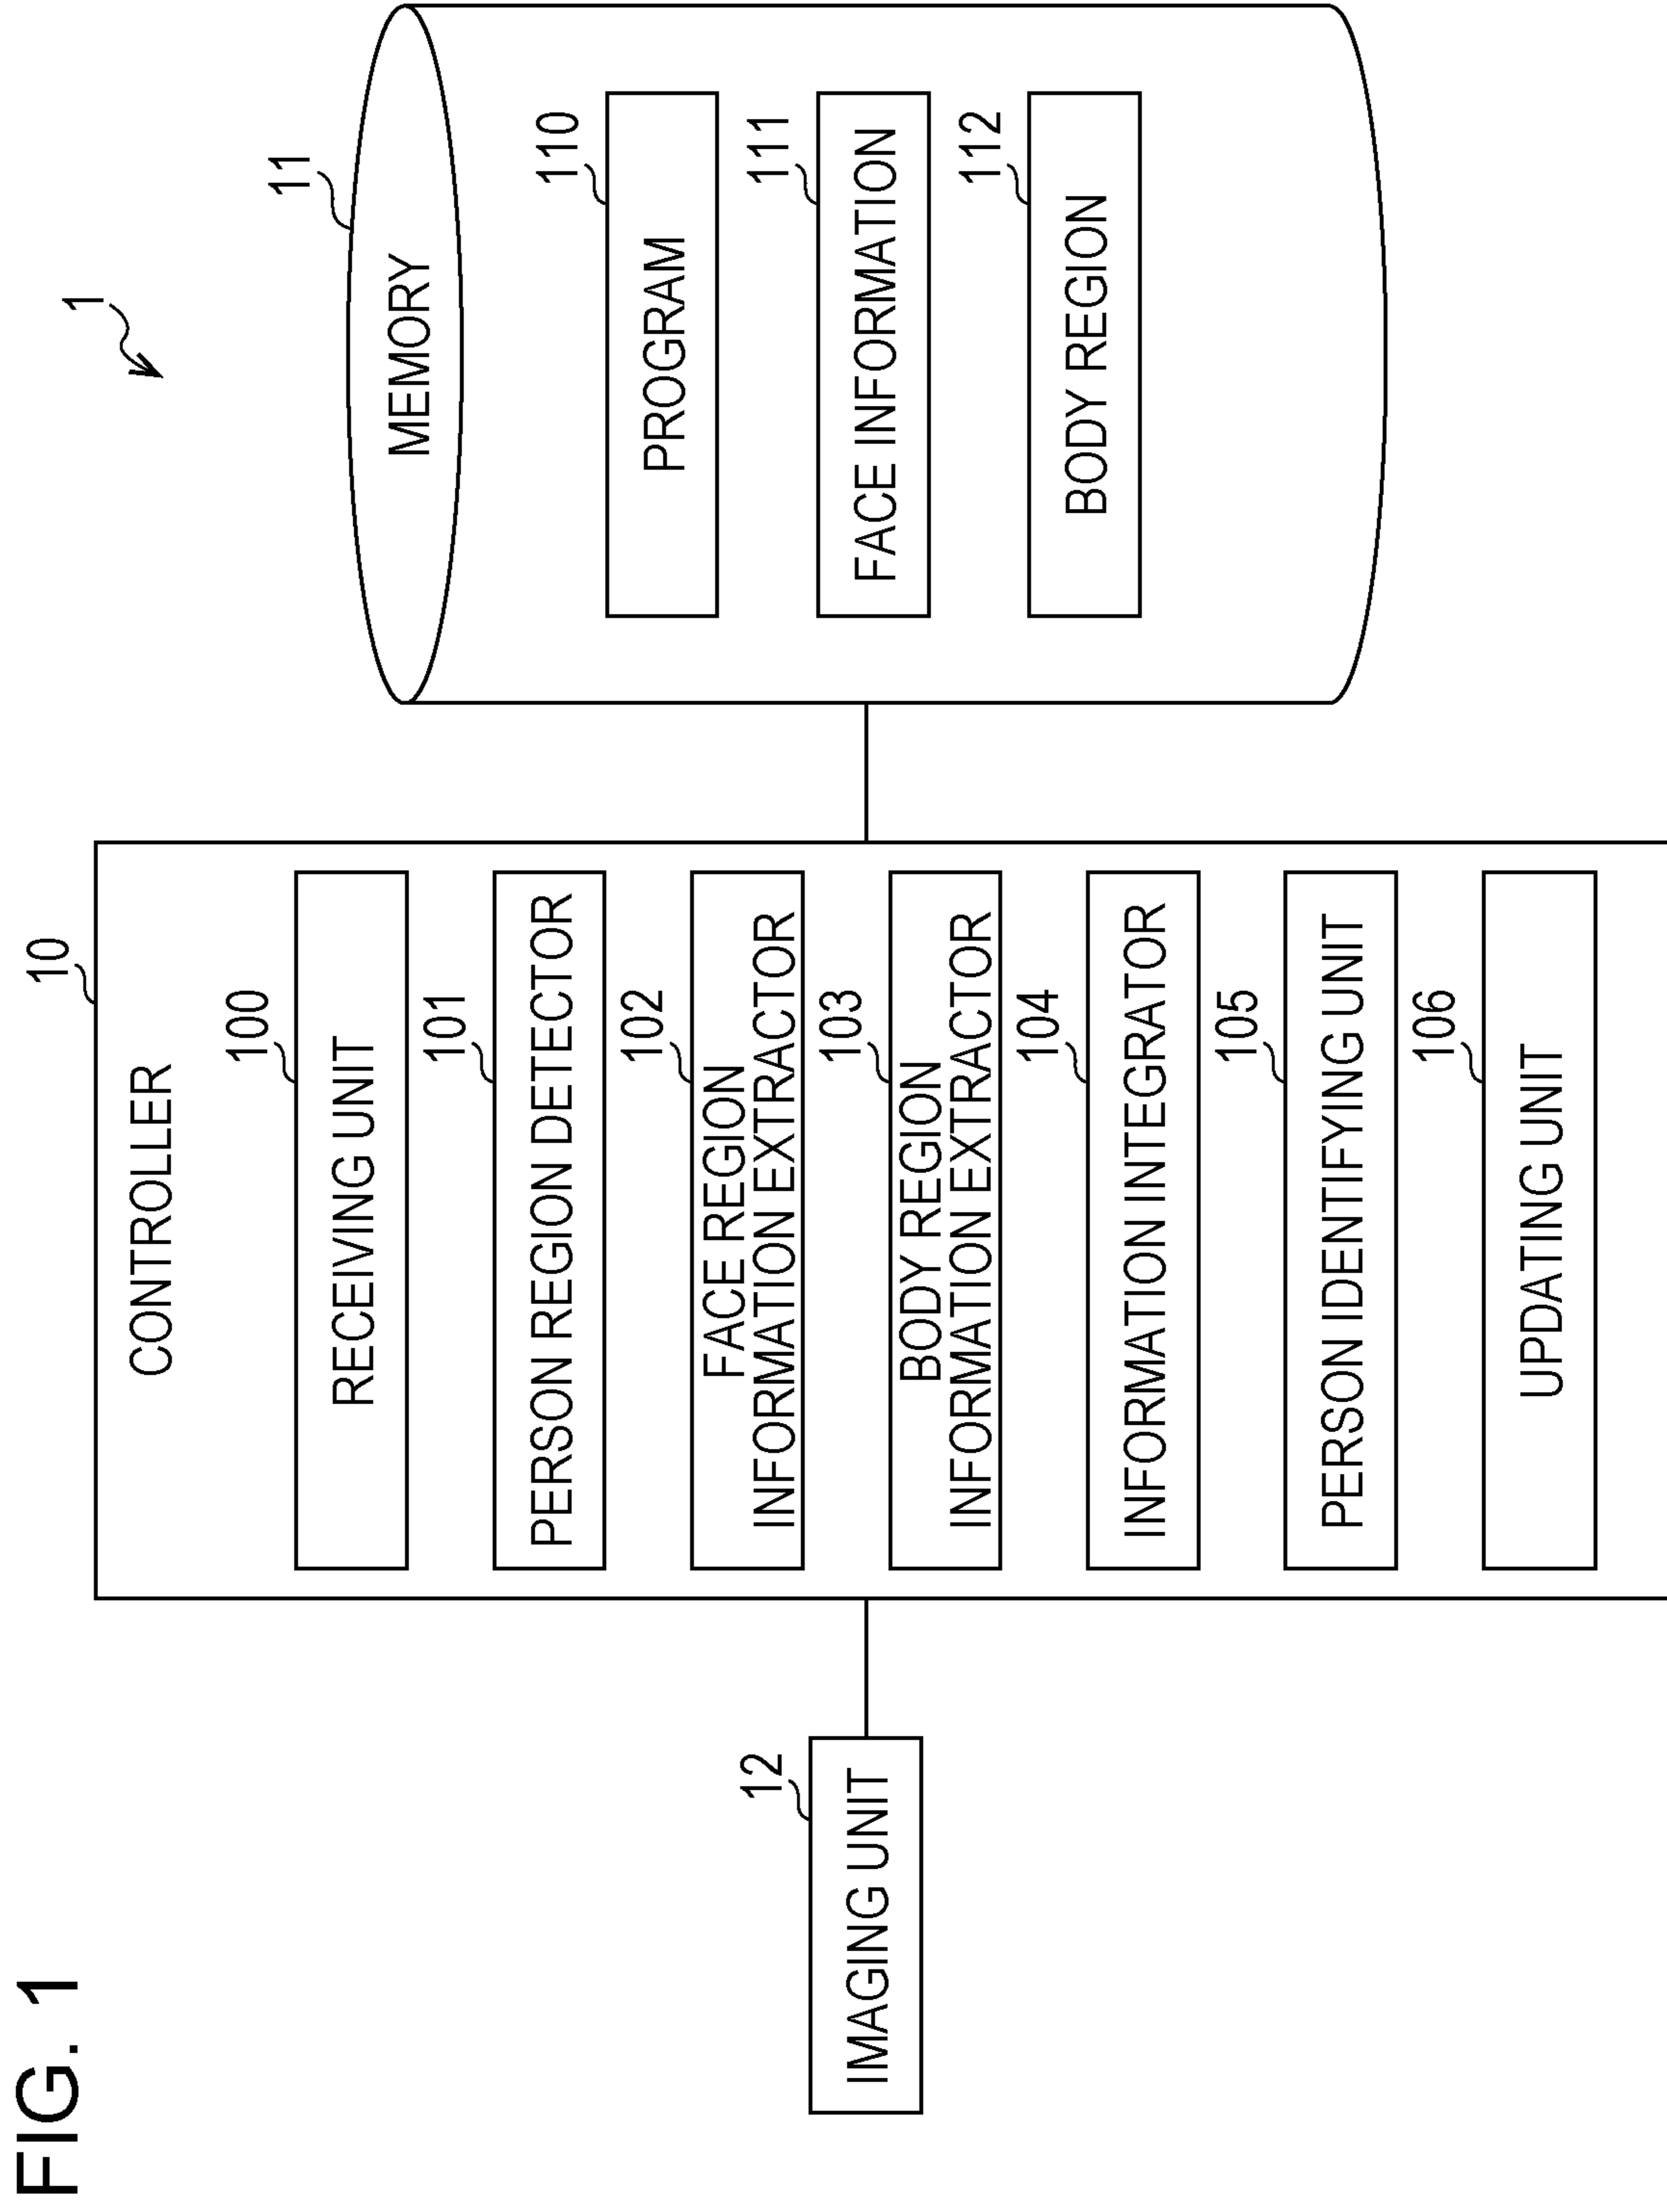 FIG. 1
1
12
IMAGING UNIT
10
CONTROLLER
100
RECEIVING UNIT
101
PERSON REGION DETECTOR
102
FACE REGION
INFORMATION EXTRACTOR
103
BODY REGION
INFORMATION EXTRACTOR
104
INFORMATION INTEGRATOR
105
PERSON IDENTIFYING UNIT
106
UPDATING UNIT
11
MEMORY
110
PROGRAM
111
FACE INFORMATION
112
BODY REGION